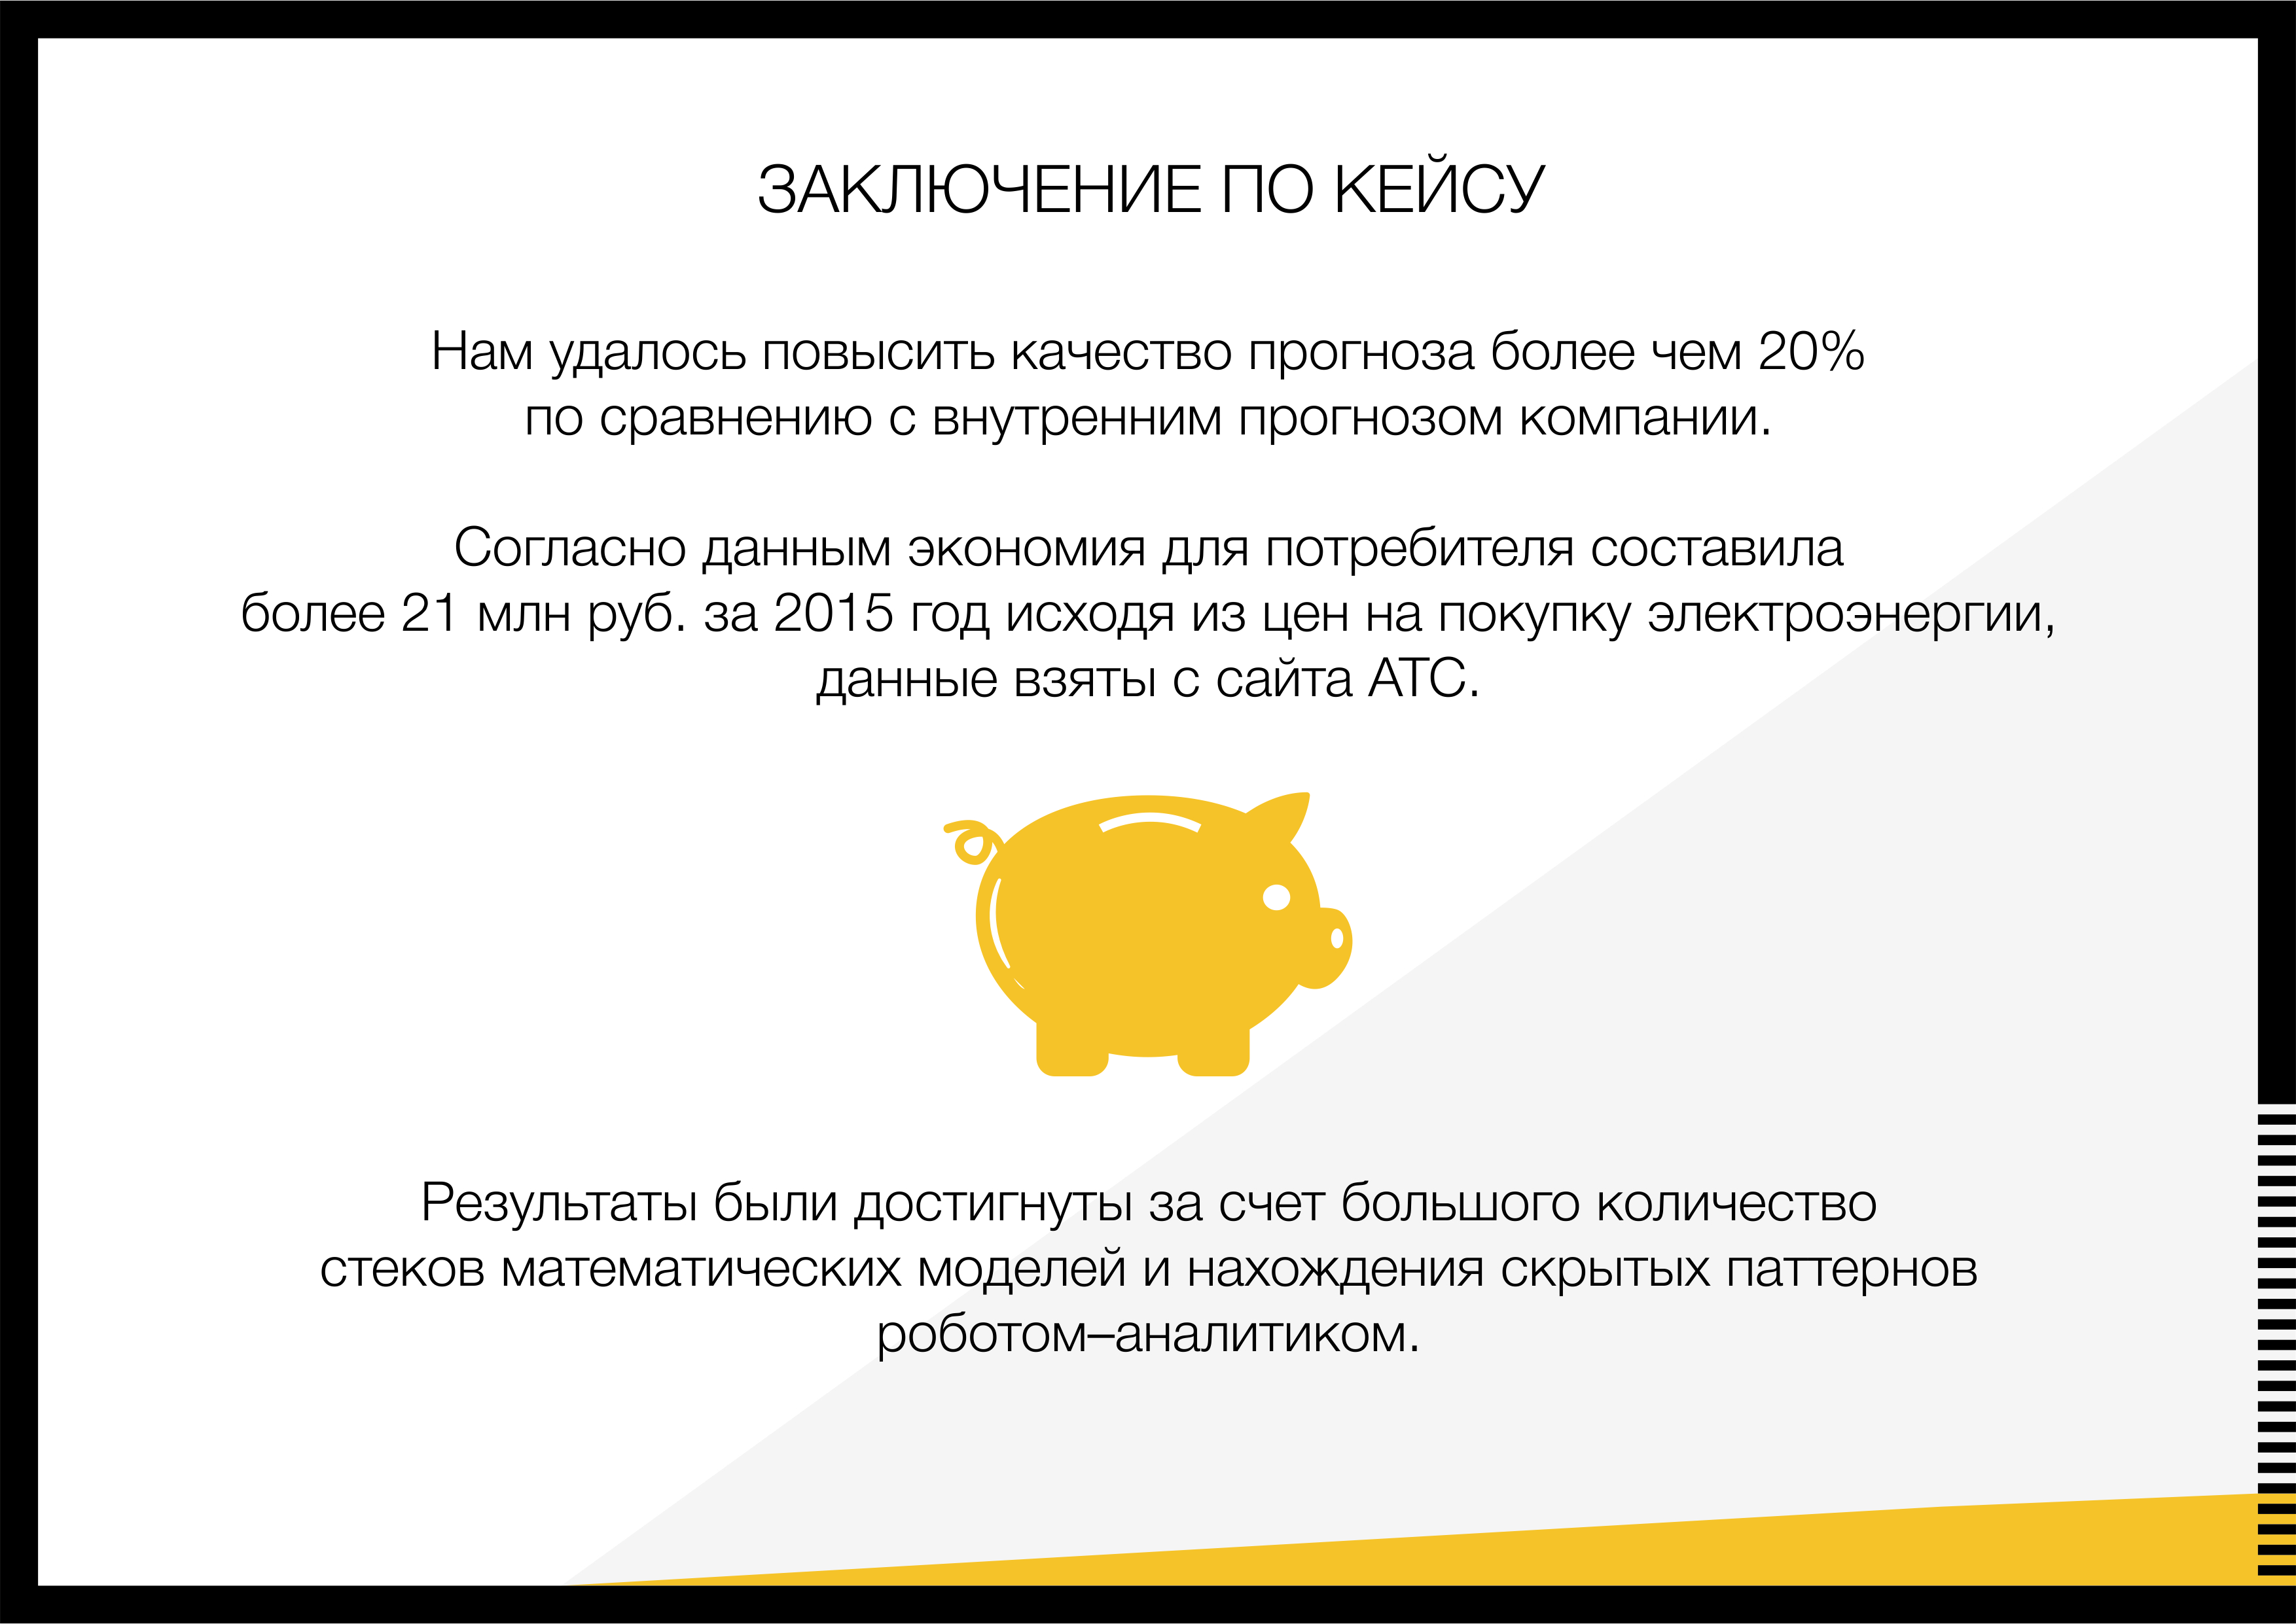 ЗАКЛЮЧЕНИЕ ПО КЕЙСУ
Нам удалось повысить качество прогноза более чем 20%
по сравнению с внутренним прогнозом компании.
Согласно данным экономия для потребителя составила
более 21 млн руб. за 2015 год исходя из цен на покупку электроэнергии,
данные взяты с сайта АТС.
Результаты были достигнуты за счет большого количество
стеков математических моделей и нахождения скрытых паттернов
роботом–аналитиком.